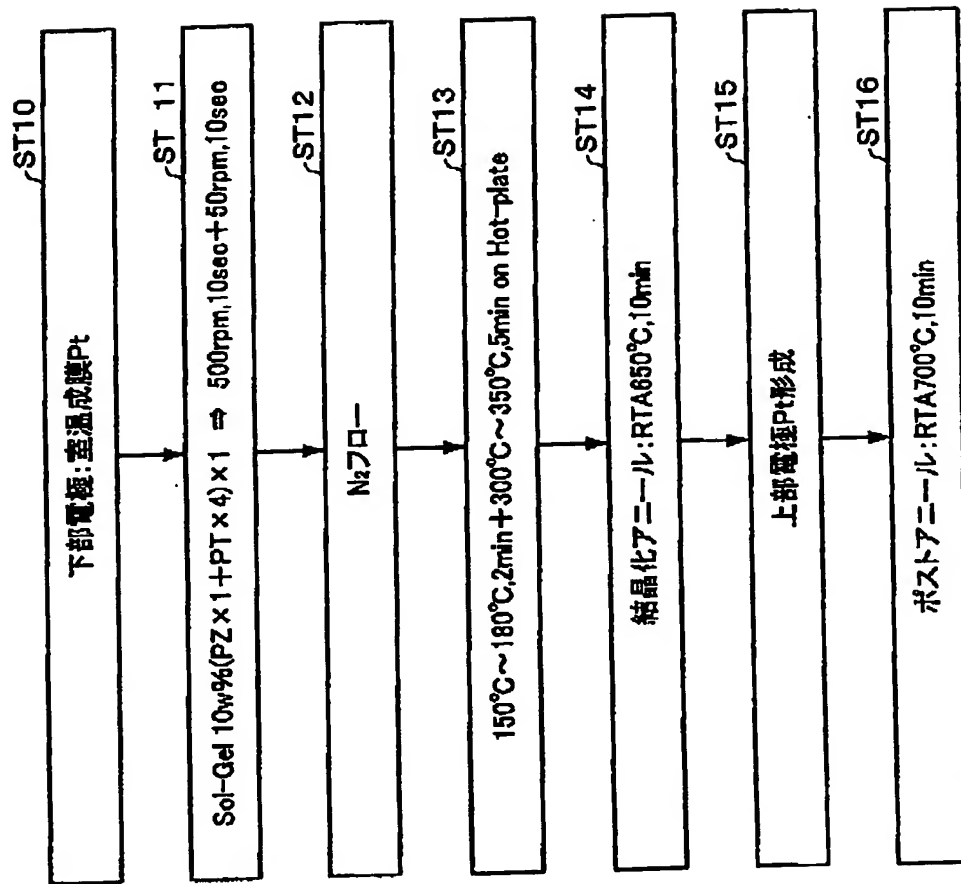 ST10
下部電極:室温成膜Pt
ST 11
Sol-Gel 10w%(PZ×1+PT×4)×1 ⇒ 500rpm,10sec+50rpm,10sec
ST12
N₂フロー
ST13
150°C~180°C,2min+300°C~350°C,5min on Hot-plate
ST14
結晶化アニール:RTA650°C,10min
ST15
上部電極Pt形成
ST16
ポストアニール:RTA700°C,10min